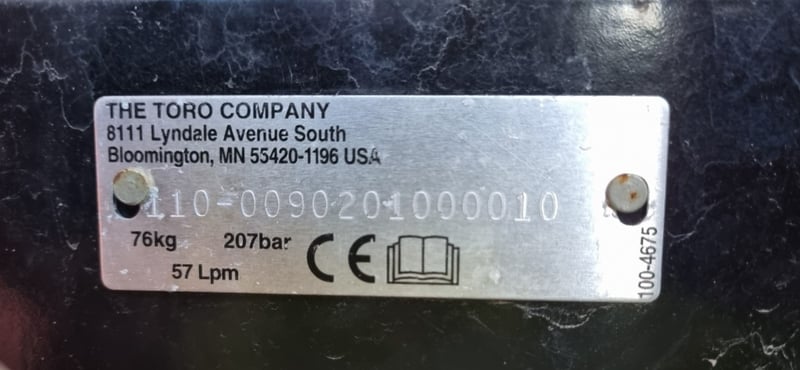 THE TORO COMPANY
8111 Lyndale Avenue South
Bloomington, MN 55420-1196 USA
110-0090201000010
76kg 207bar
57 Lpm
CE
100-4675